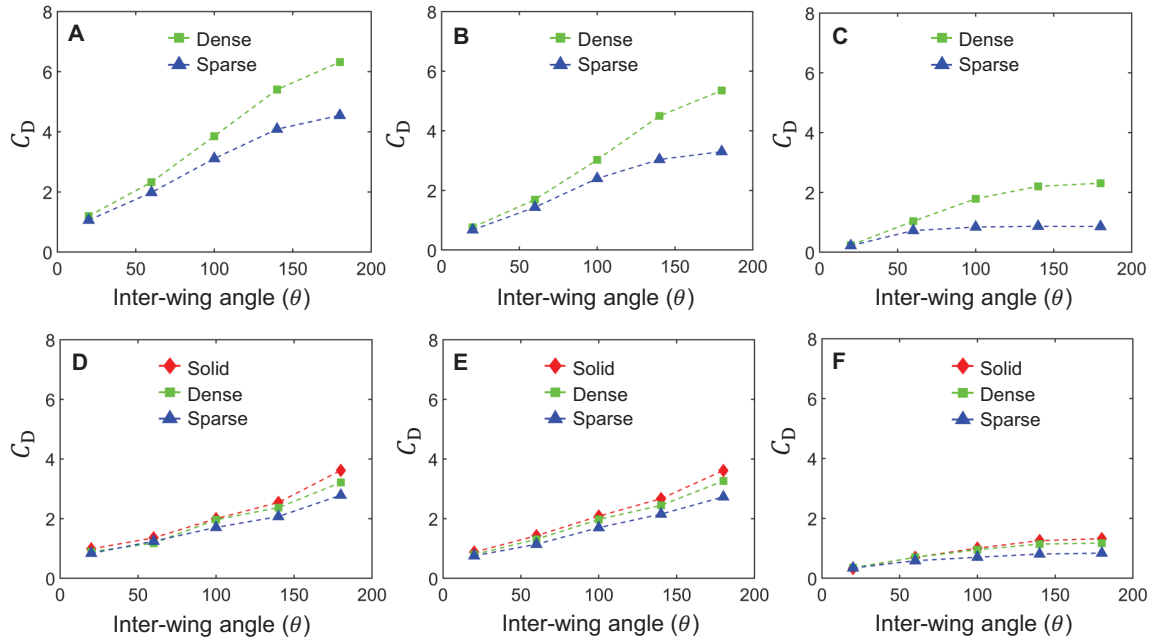 A
Dense
Sparse
8
6
4
2
0
C_D
0 50 100 150 200
Inter-wing angle (θ)
B
Dense
Sparse
8
6
4
2
0
C_D
0 50 100 150 200
Inter-wing angle (θ)
C
Dense
Sparse
8
6
4
2
0
C_D
0 50 100 150 200
Inter-wing angle (θ)
D
Solid
Dense
Sparse
8
6
4
2
0
C_D
0 50 100 150 200
Inter-wing angle (θ)
E
Solid
Dense
Sparse
8
6
4
2
0
C_D
0 50 100 150 200
Inter-wing angle (θ)
F
Solid
Dense
Sparse
8
6
4
2
0
C_D
0 50 100 150 200
Inter-wing angle (θ)